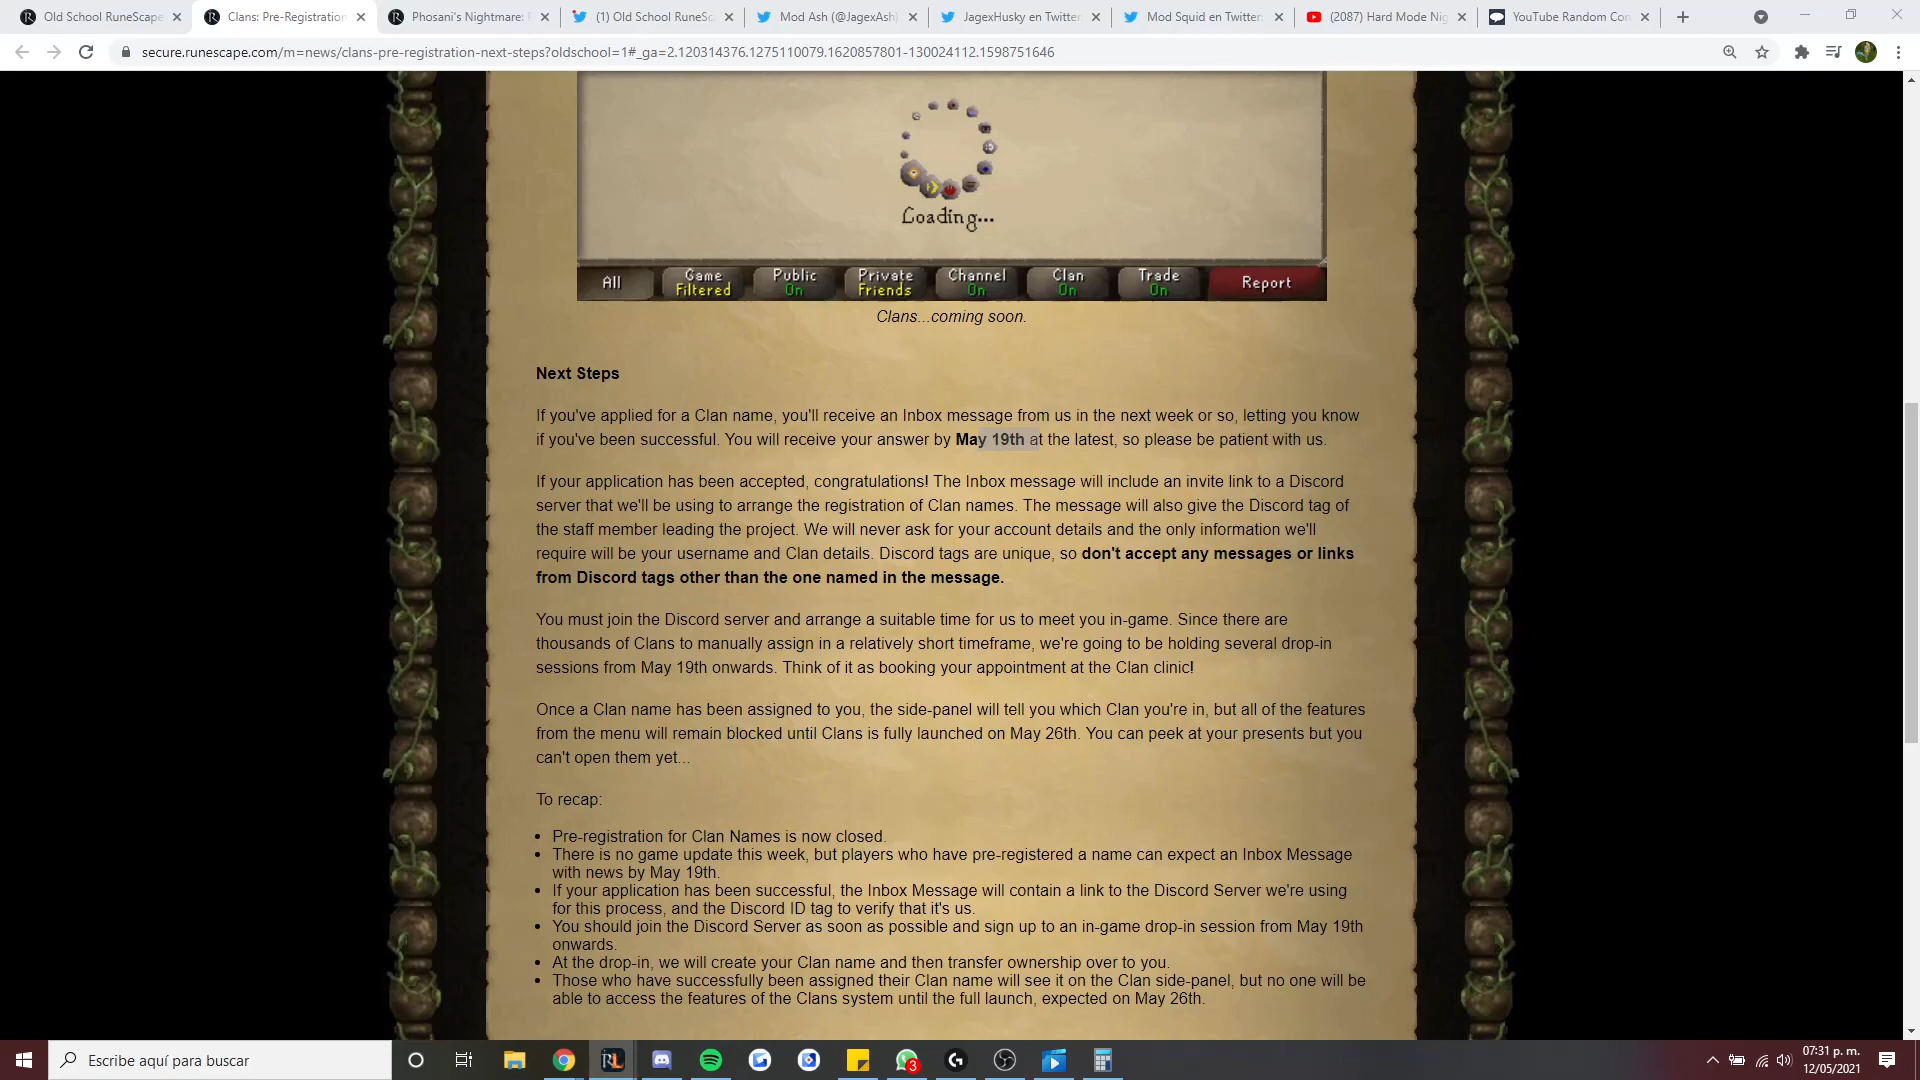 Old School RuneScape
Clans: Pre-Registration
Phosani's Nightmare:
(1) Old School RuneSc
Mod Ash (@JagexAsh)
JagexHusky en Twitter
Mod Squid en Twitter
(2087) Hard Mode Nig
YouTube Random Con
secure.runescape.com/m=news/clans-pre-registration-next-steps?oldschool=1#_ga=2.120314376.1275110079.1620857801-130024112.1598751646
Loading...
All
Game
Filtered
Public
On
Private
Friends
Channel
On
Clan
On
Trade
On
Report
Clans...coming soon.
Next Steps
If you've applied for a Clan name, you'll receive an Inbox message from us in the next week or so, letting you know
if you've been successful. You will receive your answer by May 19th at the latest, so please be patient with us.
If your application has been accepted, congratulations! The Inbox message will include an invite link to a Discord
server that we'll be using to arrange the registration of Clan names. The message will also give the Discord tag of
the staff member leading the project. We will never ask for your account details and the only information we'll
require will be your username and Clan details. Discord tags are unique, so don't accept any messages or links
from Discord tags other than the one named in the message.
You must join the Discord server and arrange a suitable time for us to meet you in-game. Since there are
thousands of Clans to manually assign in a relatively short timeframe, we're going to be holding several drop-in
sessions from May 19th onwards. Think of it as booking your appointment at the Clan clinic!
Once a Clan name has been assigned to you, the side-panel will tell you which Clan you're in, but all of the features
from the menu will remain blocked until Clans is fully launched on May 26th. You can peek at your presents but you
can't open them yet...
To recap:
• Pre-registration for Clan Names is now closed.
• There is no game update this week, but players who have pre-registered a name can expect an Inbox Message
with news by May 19th.
• If your application has been successful, the Inbox Message will contain a link to the Discord Server we're using
for this process, and the Discord ID tag to verify that it's us.
• You should join the Discord Server as soon as possible and sign up to an in-game drop-in session from May 19th
onwards.
• At the drop-in, we will create your Clan name and then transfer ownership over to you.
• Those who have successfully been assigned their Clan name will see it on the Clan side-panel, but no one will be
able to access the features of the Clans system until the full launch, expected on May 26th.
Escribe aquí para buscar
3
07:31 p. m.
12/05/2021